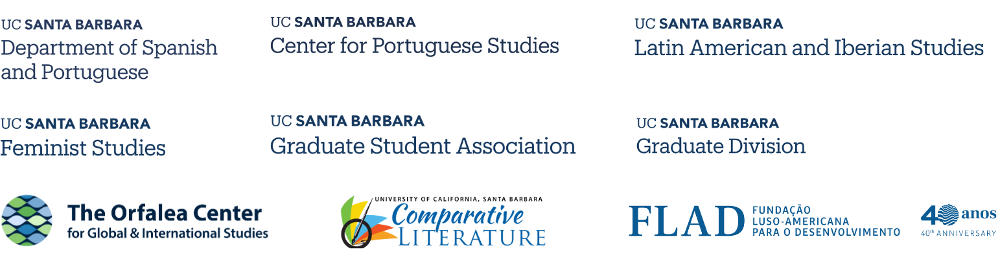 UC SANTA BARBARA
Department of Spanish
and Portuguese
UC SANTA BARBARA
Center for Portuguese Studies
UC SANTA BARBARA
Latin American and Iberian Studies
UC SANTA BARBARA
Feminist Studies
UC SANTA BARBARA
Graduate Student Association
UC SANTA BARBARA
Graduate Division
The Orfalea Center
for Global & International Studies
UNIVERSITY OF CALIFORNIA, SANTA BARBARA
Comparative
LITERATURE
FLAD
FUNDAÇÃO
LUSO-AMERICANA
PARA O DESENVOLVIMENTO
40 anos
40th ANNIVERSARY